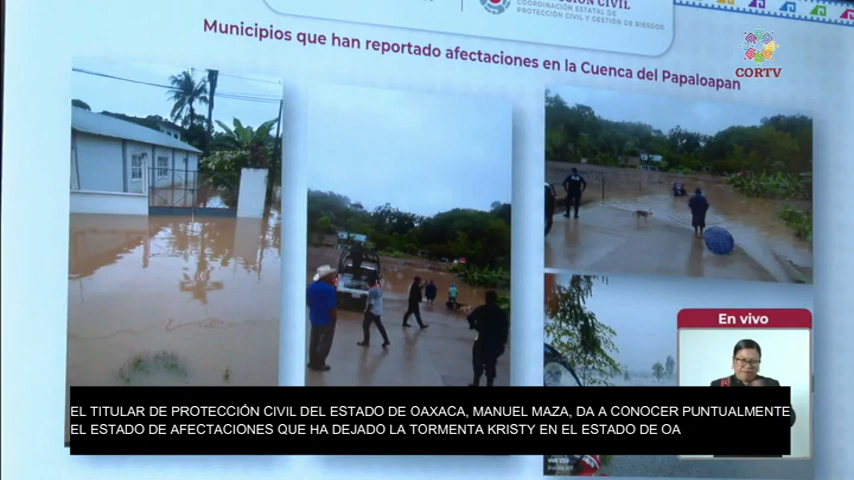 PROTECCIÓN CIVIL
COORDINACIÓN ESTATAL DE
PROTECCIÓN CIVIL Y GESTIÓN DE RIESGOS
Municipios que han reportado afectaciones en la Cuenca del Papaloapan
CORTV
En vivo
EL TITULAR DE PROTECCIÓN CIVIL DEL ESTADO DE OAXACA, MANUEL MAZA, DA A CONOCER PUNTUALMENTE
EL ESTADO DE AFECTACIONES QUE HA DEJADO LA TORMENTA KRISTY EN EL ESTADO DE OA